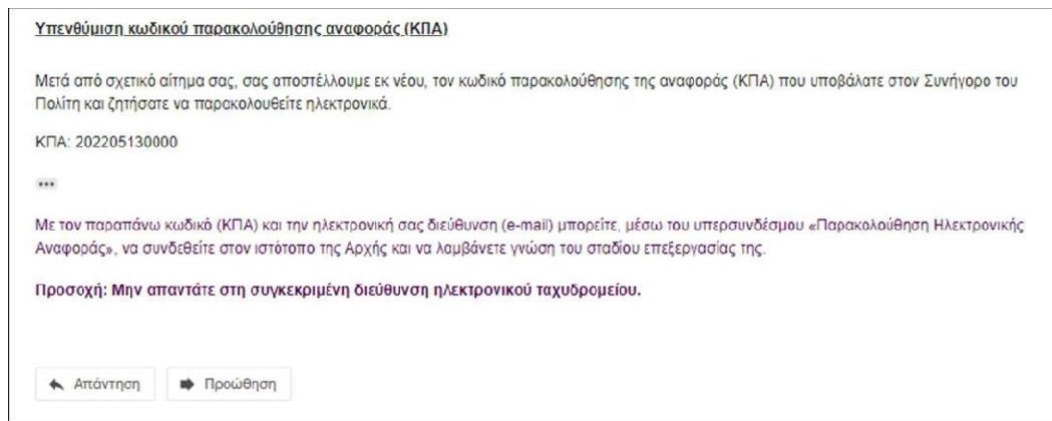 Υπενθύμιση κωδικού παρακολούθησης αναφοράς (ΚΠΑ)
Μετά από σχετικό αίτημα σας, σας αποστέλλουμε εκ νέου, τον κωδικό παρακολούθησης της αναφοράς (ΚΠΑ) που υποβάλατε στον Συνήγορο του
Πολίτη και ζητήσατε να παρακολουθείτε ηλεκτρονικά.
ΚΠΑ: 202205130000
•••
Με τον παραπάνω κωδικό (ΚΠΑ) και την ηλεκτρονική σας διεύθυνση (e-mail) μπορείτε, μέσω του υπερσυνδέσμου «Παρακολούθηση Ηλεκτρονικής
Αναφοράς», να συνδεθείτε στον ιστότοπο της Αρχής και να λαμβάνετε γνώση του σταδίου επεξεργασίας της.
Προσοχή: Μην απαντάτε στη συγκεκριμένη διεύθυνση ηλεκτρονικού ταχυδρομείου.
Απάντηση Προώθηση